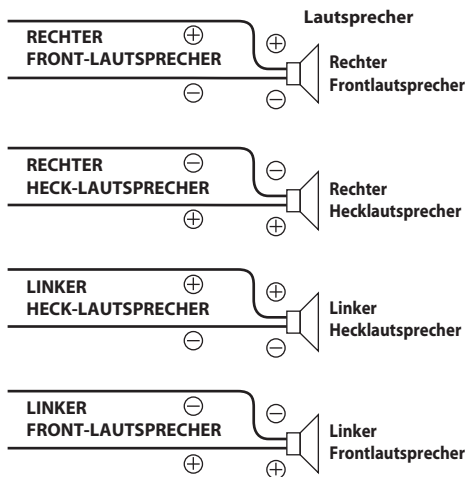 Lautsprecher
RECHTER ⊕ ⊕
FRONT-LAUTSPRECHER
⊖ ⊖
Rechter
Frontlautsprecher
RECHTER ⊖ ⊖
HECK-LAUTSPRECHER
⊕ ⊕
Rechter
Hecklautsprecher
LINKER ⊕ ⊕
HECK-LAUTSPRECHER
⊖ ⊖
Linker
Hecklautsprecher
LINKER ⊖ ⊖
FRONT-LAUTSPRECHER
⊕ ⊕
Linker
Frontlautsprecher